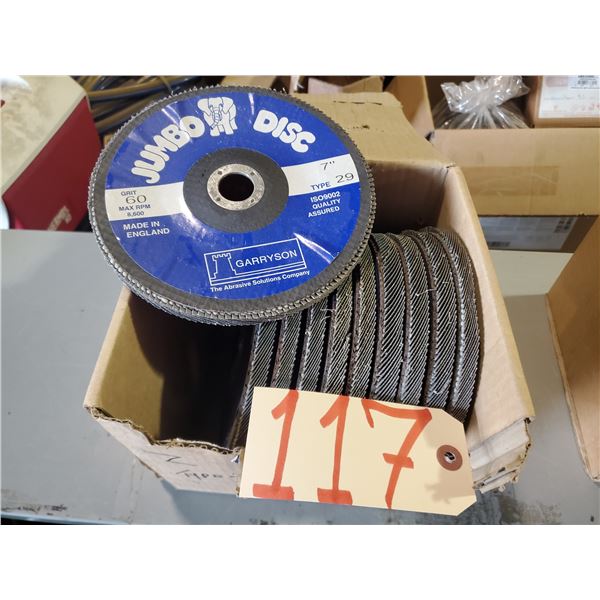 JUMBO DISC
GRIT
60
MAX RPM
8,600
MADE IN
ENGLAND
7"
TYPE 29
ISO9002
QUALITY
ASSURED
GARRYSON
The Abrasive Solutions Company
117